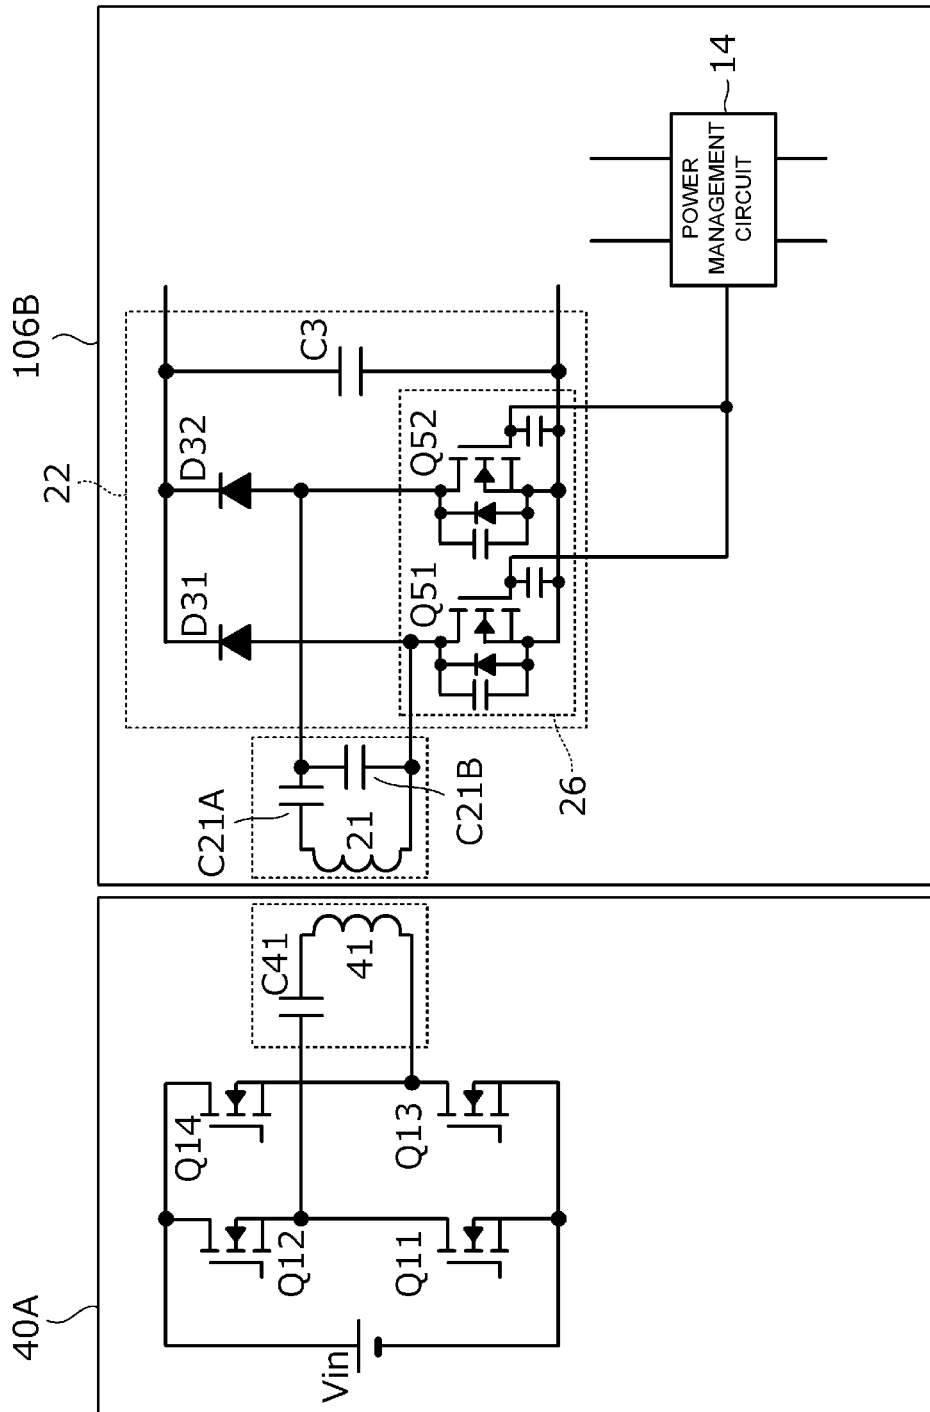 40A
Vin
Q12
Q14
Q11
Q13
C41
41
106B
22
C21A
21
C21B
D31
D32
C3
Q51
Q52
26
POWER
MANAGEMENT
CIRCUIT
14